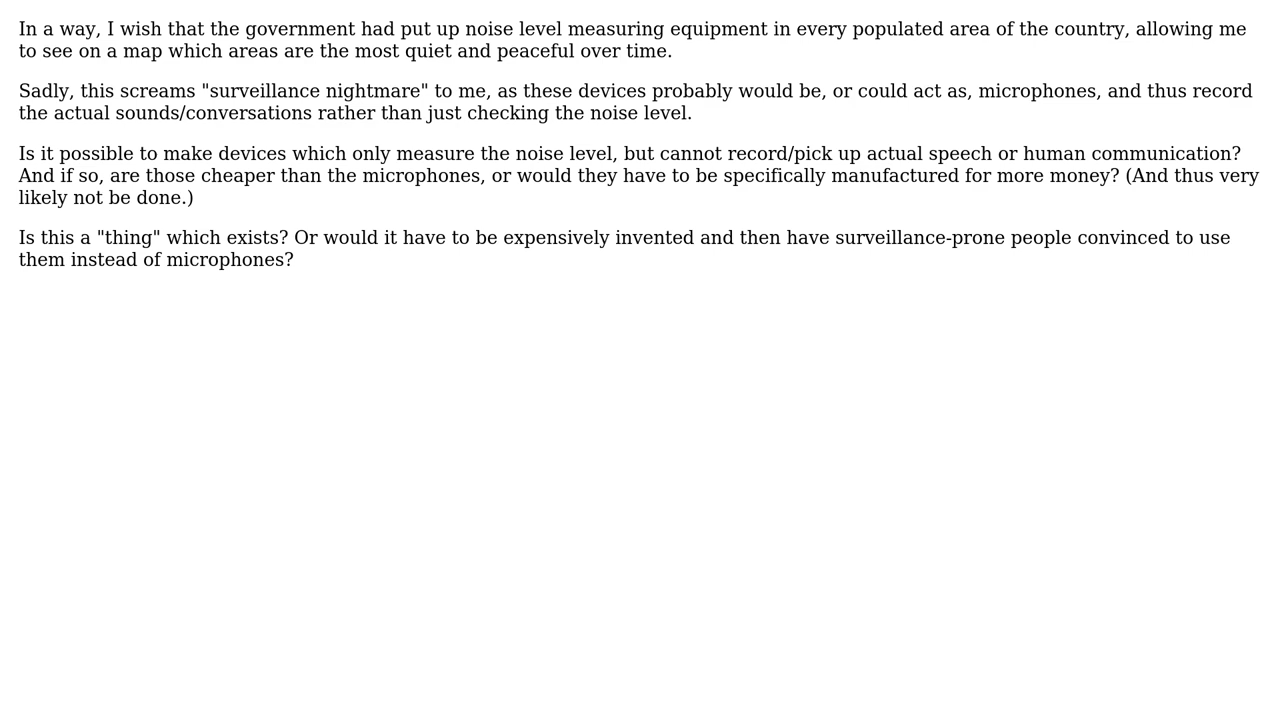 In a way, I wish that the government had put up noise level measuring equipment in every populated area of the country, allowing me
to see on a map which areas are the most quiet and peaceful over time.
Sadly, this screams "surveillance nightmare" to me, as these devices probably would be, or could act as, microphones, and thus record
the actual sounds/conversations rather than just checking the noise level.
Is it possible to make devices which only measure the noise level, but cannot record/pick up actual speech or human communication?
And if so, are those cheaper than the microphones, or would they have to be specifically manufactured for more money? (And thus very
likely not be done.)
Is this a "thing" which exists? Or would it have to be expensively invented and then have surveillance-prone people convinced to use
them instead of microphones?